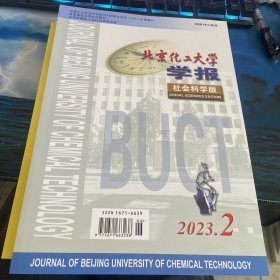 北京化工大学
学报
社会科学版
SOCIAL SCIENCES EDITION
BUCT
JOURNAL OF BEIJING UNIVERSITY OF CHEMICAL TECHNOLOGY
ISSN 1671-6639
2023.2
JOURNAL OF BEIJING UNIVERSITY OF CHEMICAL TECHNOLOGY